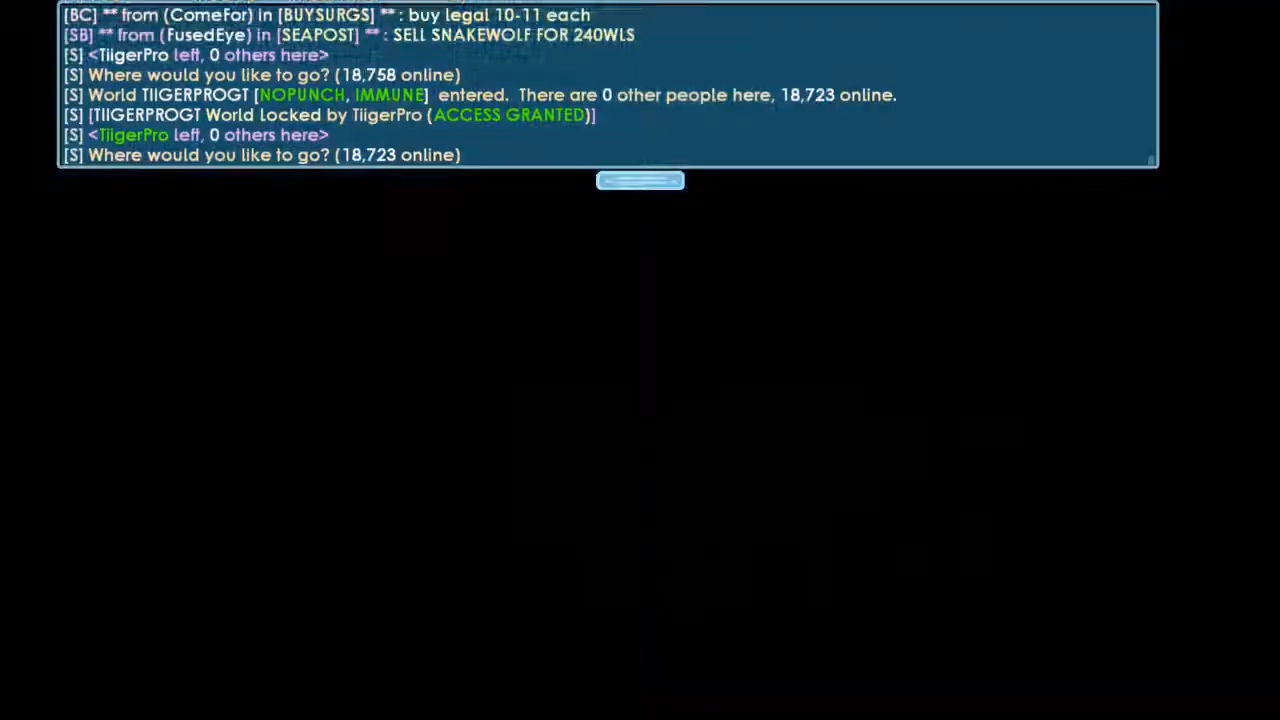 [BC] ** from (ComeFor) in [BUYSURGS] ** : buy legal 10-11 each
[SB] ** from (FusedEye) in [SEAPOST] ** : SELL SNAKEWOLF FOR 240WLS
[S] <TiigerPro left, 0 others here>
[S] Where would you like to go? (18,758 online)
[S] World TIIGERPROGT [NOPUNCH, IMMUNE]  entered.  There are 0 other people here, 18,723 online.
[S] [TIIGERPROGT World Locked by TiigerPro (ACCESS GRANTED)]
[S] <TiigerPro left, 0 others here>
[S] Where would you like to go? (18,723 online)